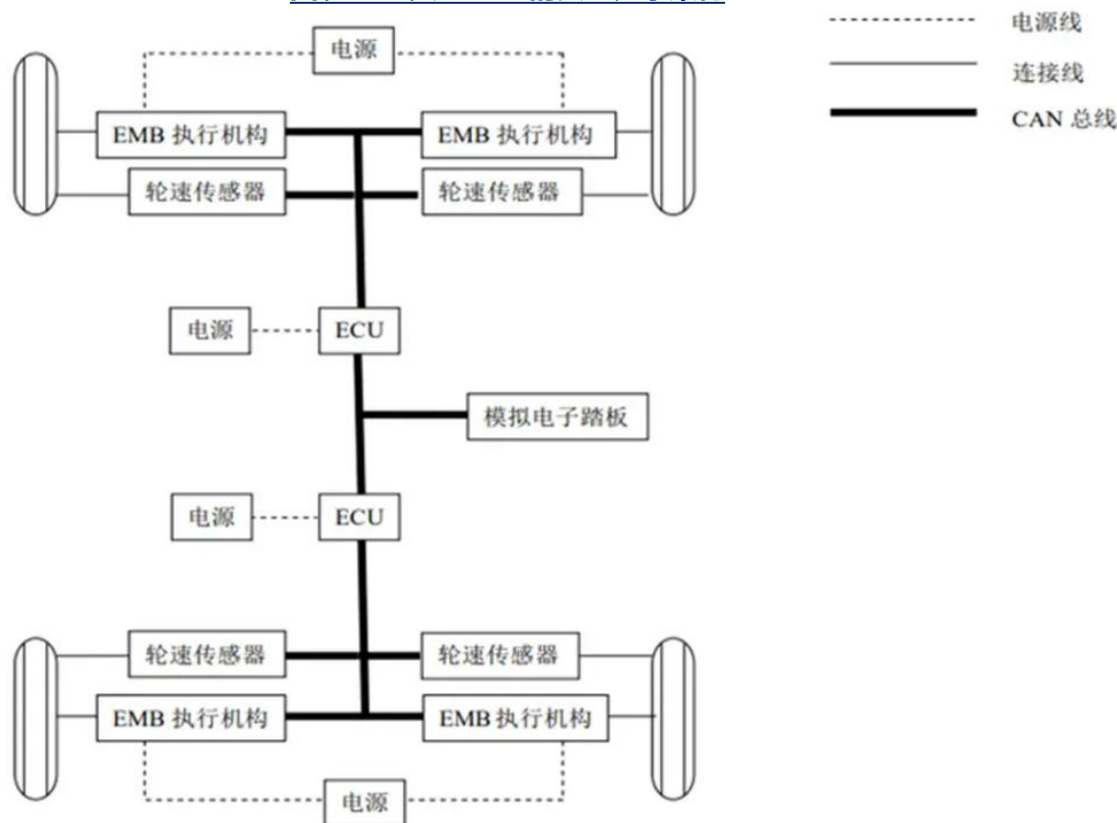 电源
电源线
连接线
CAN 总线
EMB 执行机构
EMB 执行机构
轮速传感器
轮速传感器
电源
ECU
模拟电子踏板
电源
ECU
轮速传感器
轮速传感器
EMB 执行机构
EMB 执行机构
电源